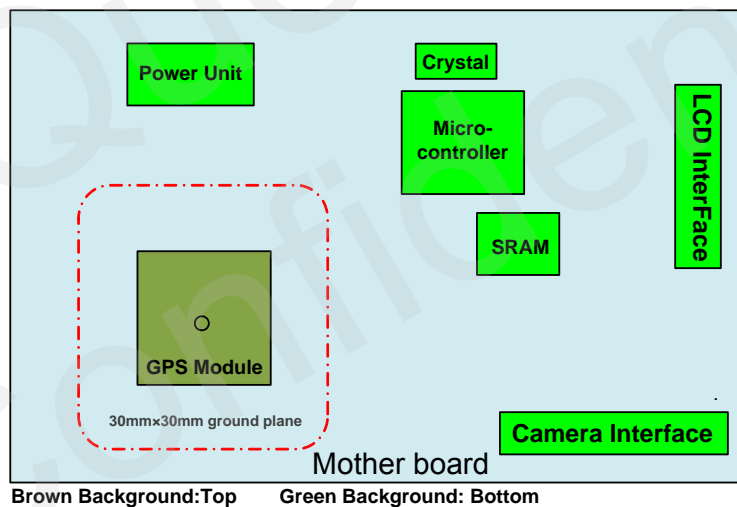 Power Unit
Crystal
Micro-
controller
LCD InterFace
SRAM
GPS Module
30mm×30mm ground plane
Camera Interface
Mother board
Brown Background:Top Green Background: Bottom